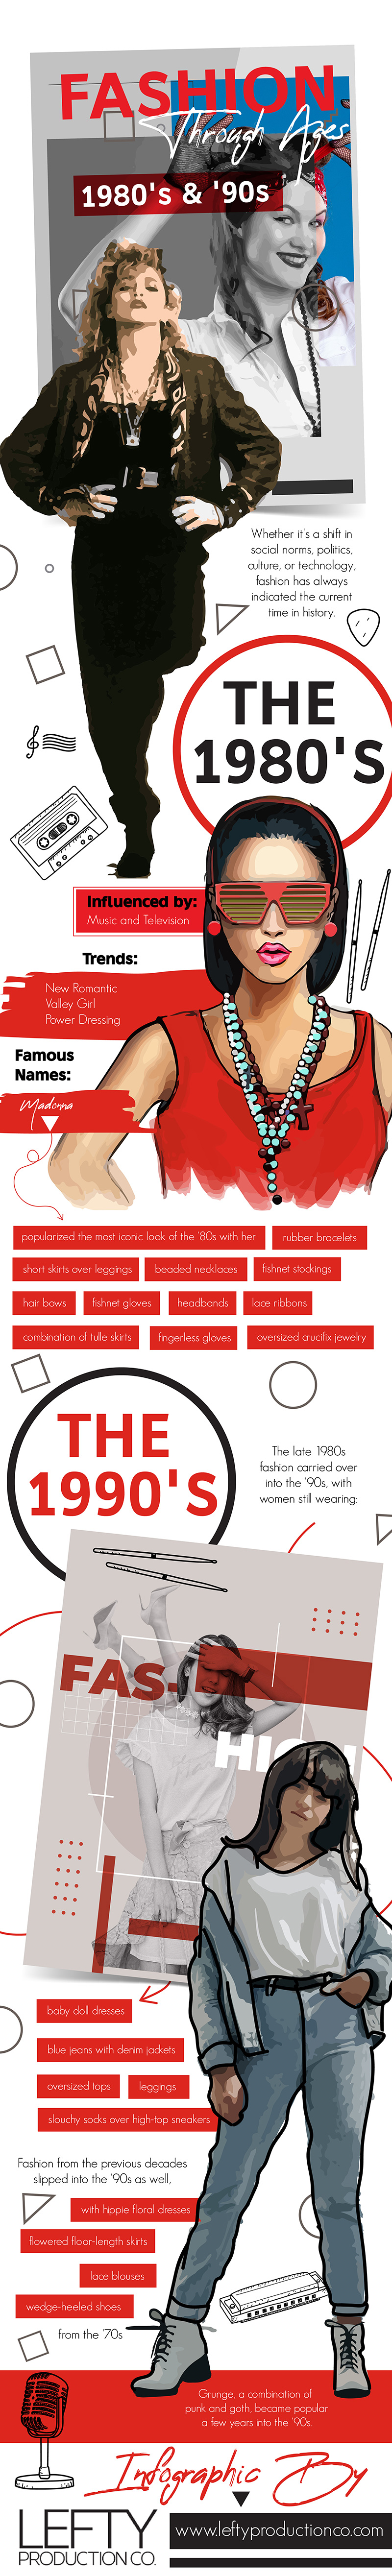 FASHION
Through Ages
1980's & '90s
Whether it's a shift in
social norms, politics,
culture, or technology,
fashion has always
indicated the current
time in history.
THE
1980'S
Influenced by:
Music and Television
Trends:
New Romantic
Valley Girl
Power Dressing
Famous
Names:
Madonna
popularized the most iconic look of the '80s with her
rubber bracelets
short skirts over leggings
beaded necklaces
fishnet stockings
hair bows
fishnet gloves
headbands
lace ribbons
combination of tulle skirts
fingerless gloves
oversized crucifix jewelry
THE
1990'S
The late 1980s
fashion carried over
into the '90s, with
women still wearing:
FAS-
HION
baby doll dresses
blue jeans with denim jackets
oversized tops
leggings
slouchy socks over high-top sneakers
Fashion from the previous decades
slipped into the '90s as well,
with hippie floral dresses
flowered floor-length skirts
lace blouses
wedge-heeled shoes
from the '70s
Grunge, a combination of
punk and goth, became popular
a few years into the '90s.
Infographic By
LEFTY
PRODUCTION CO.
www.leftyproductionco.com